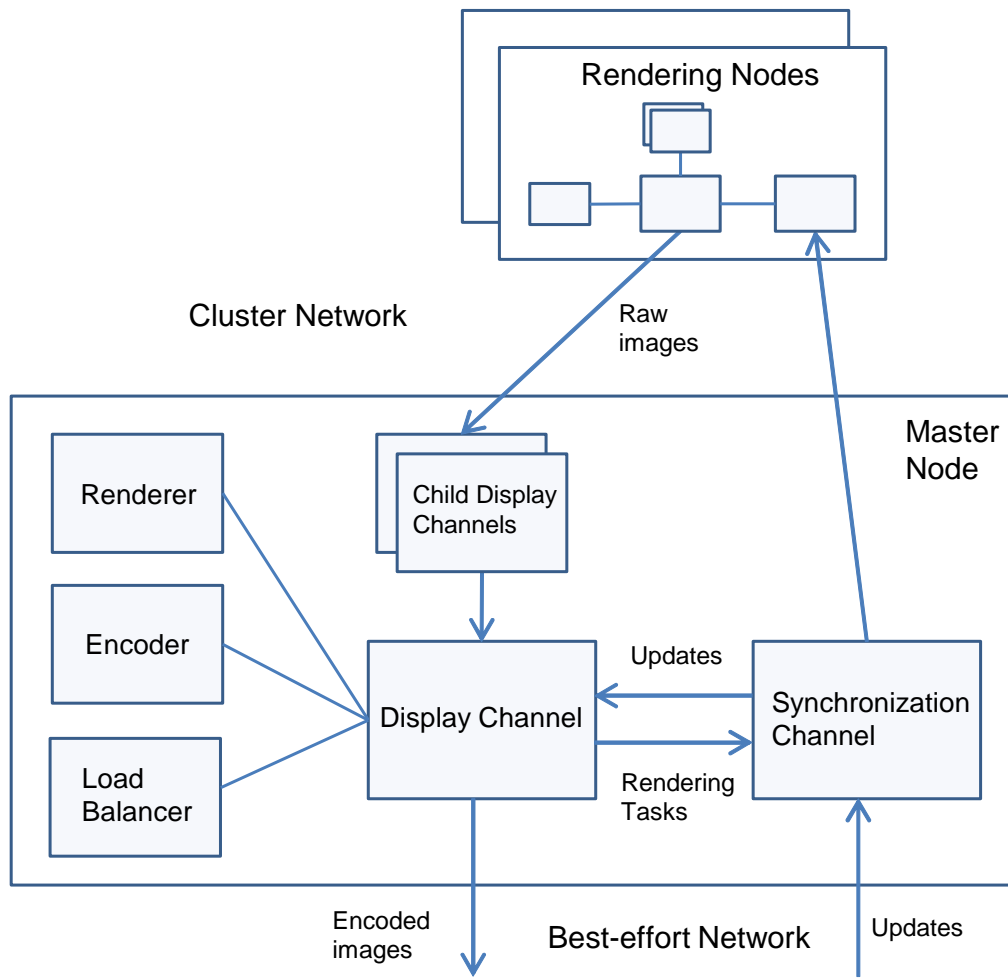 Rendering Nodes
Cluster Network
Raw
images
Master
Node
Renderer
Child Display
Channels
Encoder
Updates
Display Channel
Synchronization
Channel
Load
Balancer
Rendering
Tasks
Encoded
images
Best-effort Network
Updates